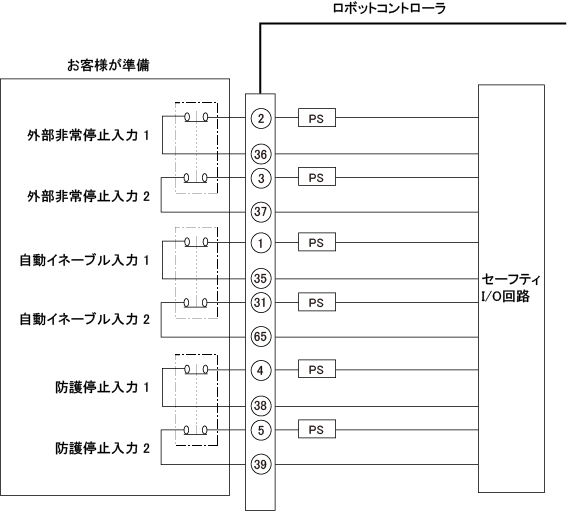 ロボットコントローラ
お客様が準備
外部非常停止入力 1
2
PS
36
外部非常停止入力 2
3
PS
37
自動イネーブル入力 1
1
PS
35
自動イネーブル入力 2
31
PS
65
防護停止入力 1
4
PS
38
防護停止入力 2
5
PS
39
セーフティ
I/O回路